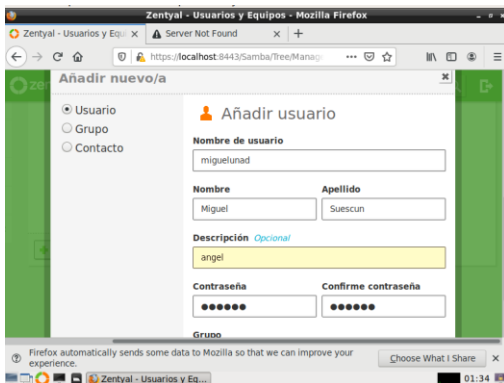 Zentyal - Usuarios y Equipos - Mozilla Firefox
Zentyal - Usuarios y Equi
Server Not Found
https://localhost:8443/Samba/Tree/Manag
zen
Añadir nuevo/a
Usuario
Grupo
Contacto
Añadir usuario
Nombre de usuario
miguelunad
Nombre Apellido
Miguel Suescun
Descripción Opcional
angel
Contraseña Confirme contraseña
Grupo
Firefox automatically sends some data to Mozilla so that we can improve your
experience.
Choose What I Share
Zentyal - Usuarios y Eq...
01:34